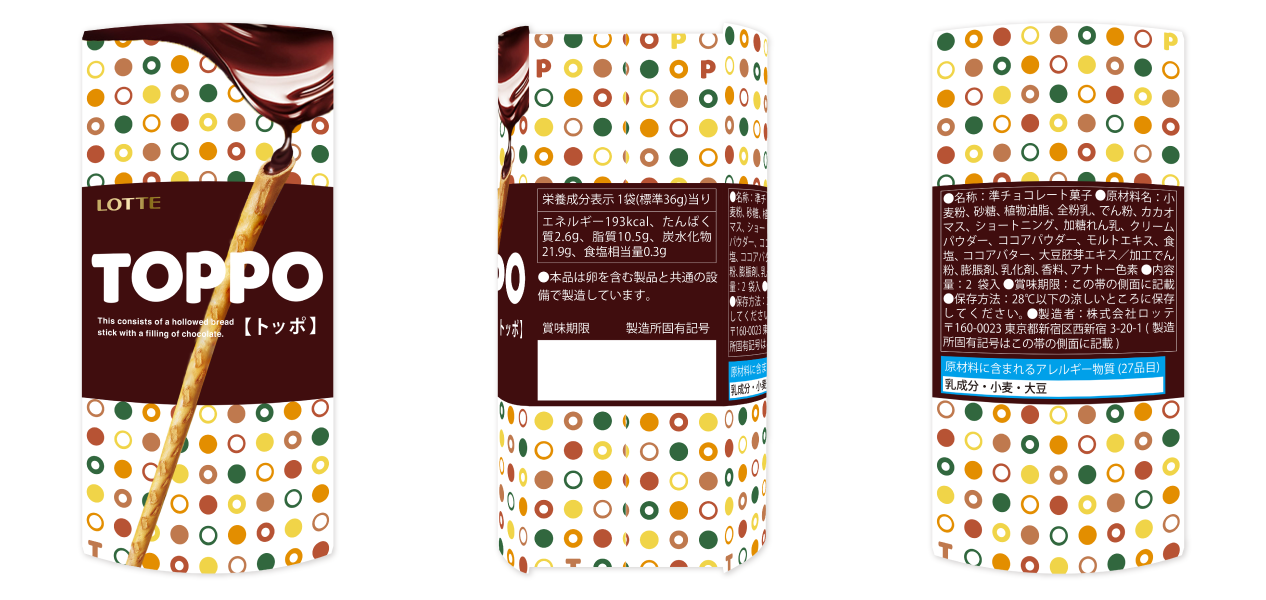 LOTTE
TOPPO
This consists of a hollowed bread
stick with a filling of chocolate.
【トッポ】
栄養成分表示 1袋(標準36g)当り
エネルギー193kcal、たんぱく
質2.6g、脂質10.5g、炭水化物
21.9g、食塩相当量0.3g
●本品は卵を含む製品と共通の設
備で製造しています。
賞味期限 製造所固有記号
●名称：準チョコレート菓子 ●原材料名：小
麦粉、砂糖、植物油脂、全粉乳、でん粉、カカオ
マス、ショートニング、加糖れん乳、クリーム
パウダー、ココアパウダー、モルトエキス、食
塩、ココアバター、大豆胚芽エキス／加工でん
粉、膨脹剤、乳化剤、香料、アナトー色素 ●内容
量：2 袋入 ●賞味期限：この帯の側面に記載
●保存方法：28℃以下の涼しいところに保存
してください。●製造者：株式会社ロッテ
〒160-0023 東京都新宿区西新宿 3-20-1 ( 製造
所固有記号はこの帯の側面に記載 )
原材料に含まれるアレルギー物質 (27品目)
乳成分・小麦・大豆